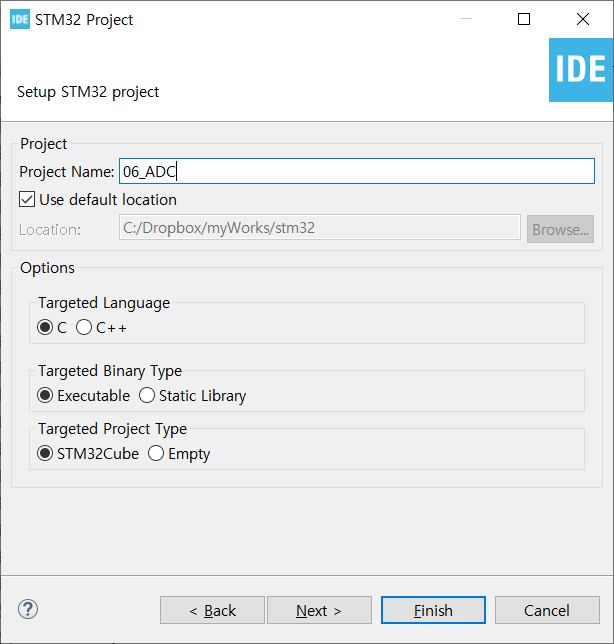 IDE STM32 Project
IDE
Setup STM32 project
Project
Project Name: 06_ADC
Use default location
Location: C:/Dropbox/myWorks/stm32 Browse...
Options
Targeted Language
C C++
Targeted Binary Type
Executable Static Library
Targeted Project Type
STM32Cube Empty
? < Back Next > Finish Cancel